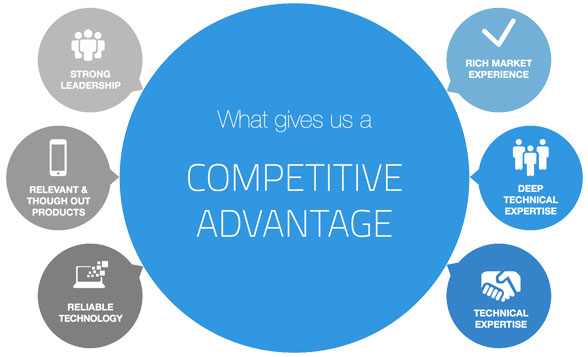 What gives us a
COMPETITIVE
ADVANTAGE
STRONG
LEADERSHIP
RELEVANT &
THOUGH OUT
PRODUCTS
RELIABLE
TECHNOLOGY
RICH MARKET
EXPERIENCE
DEEP
TECHNICAL
EXPERTISE
TECHNICAL
EXPERTISE